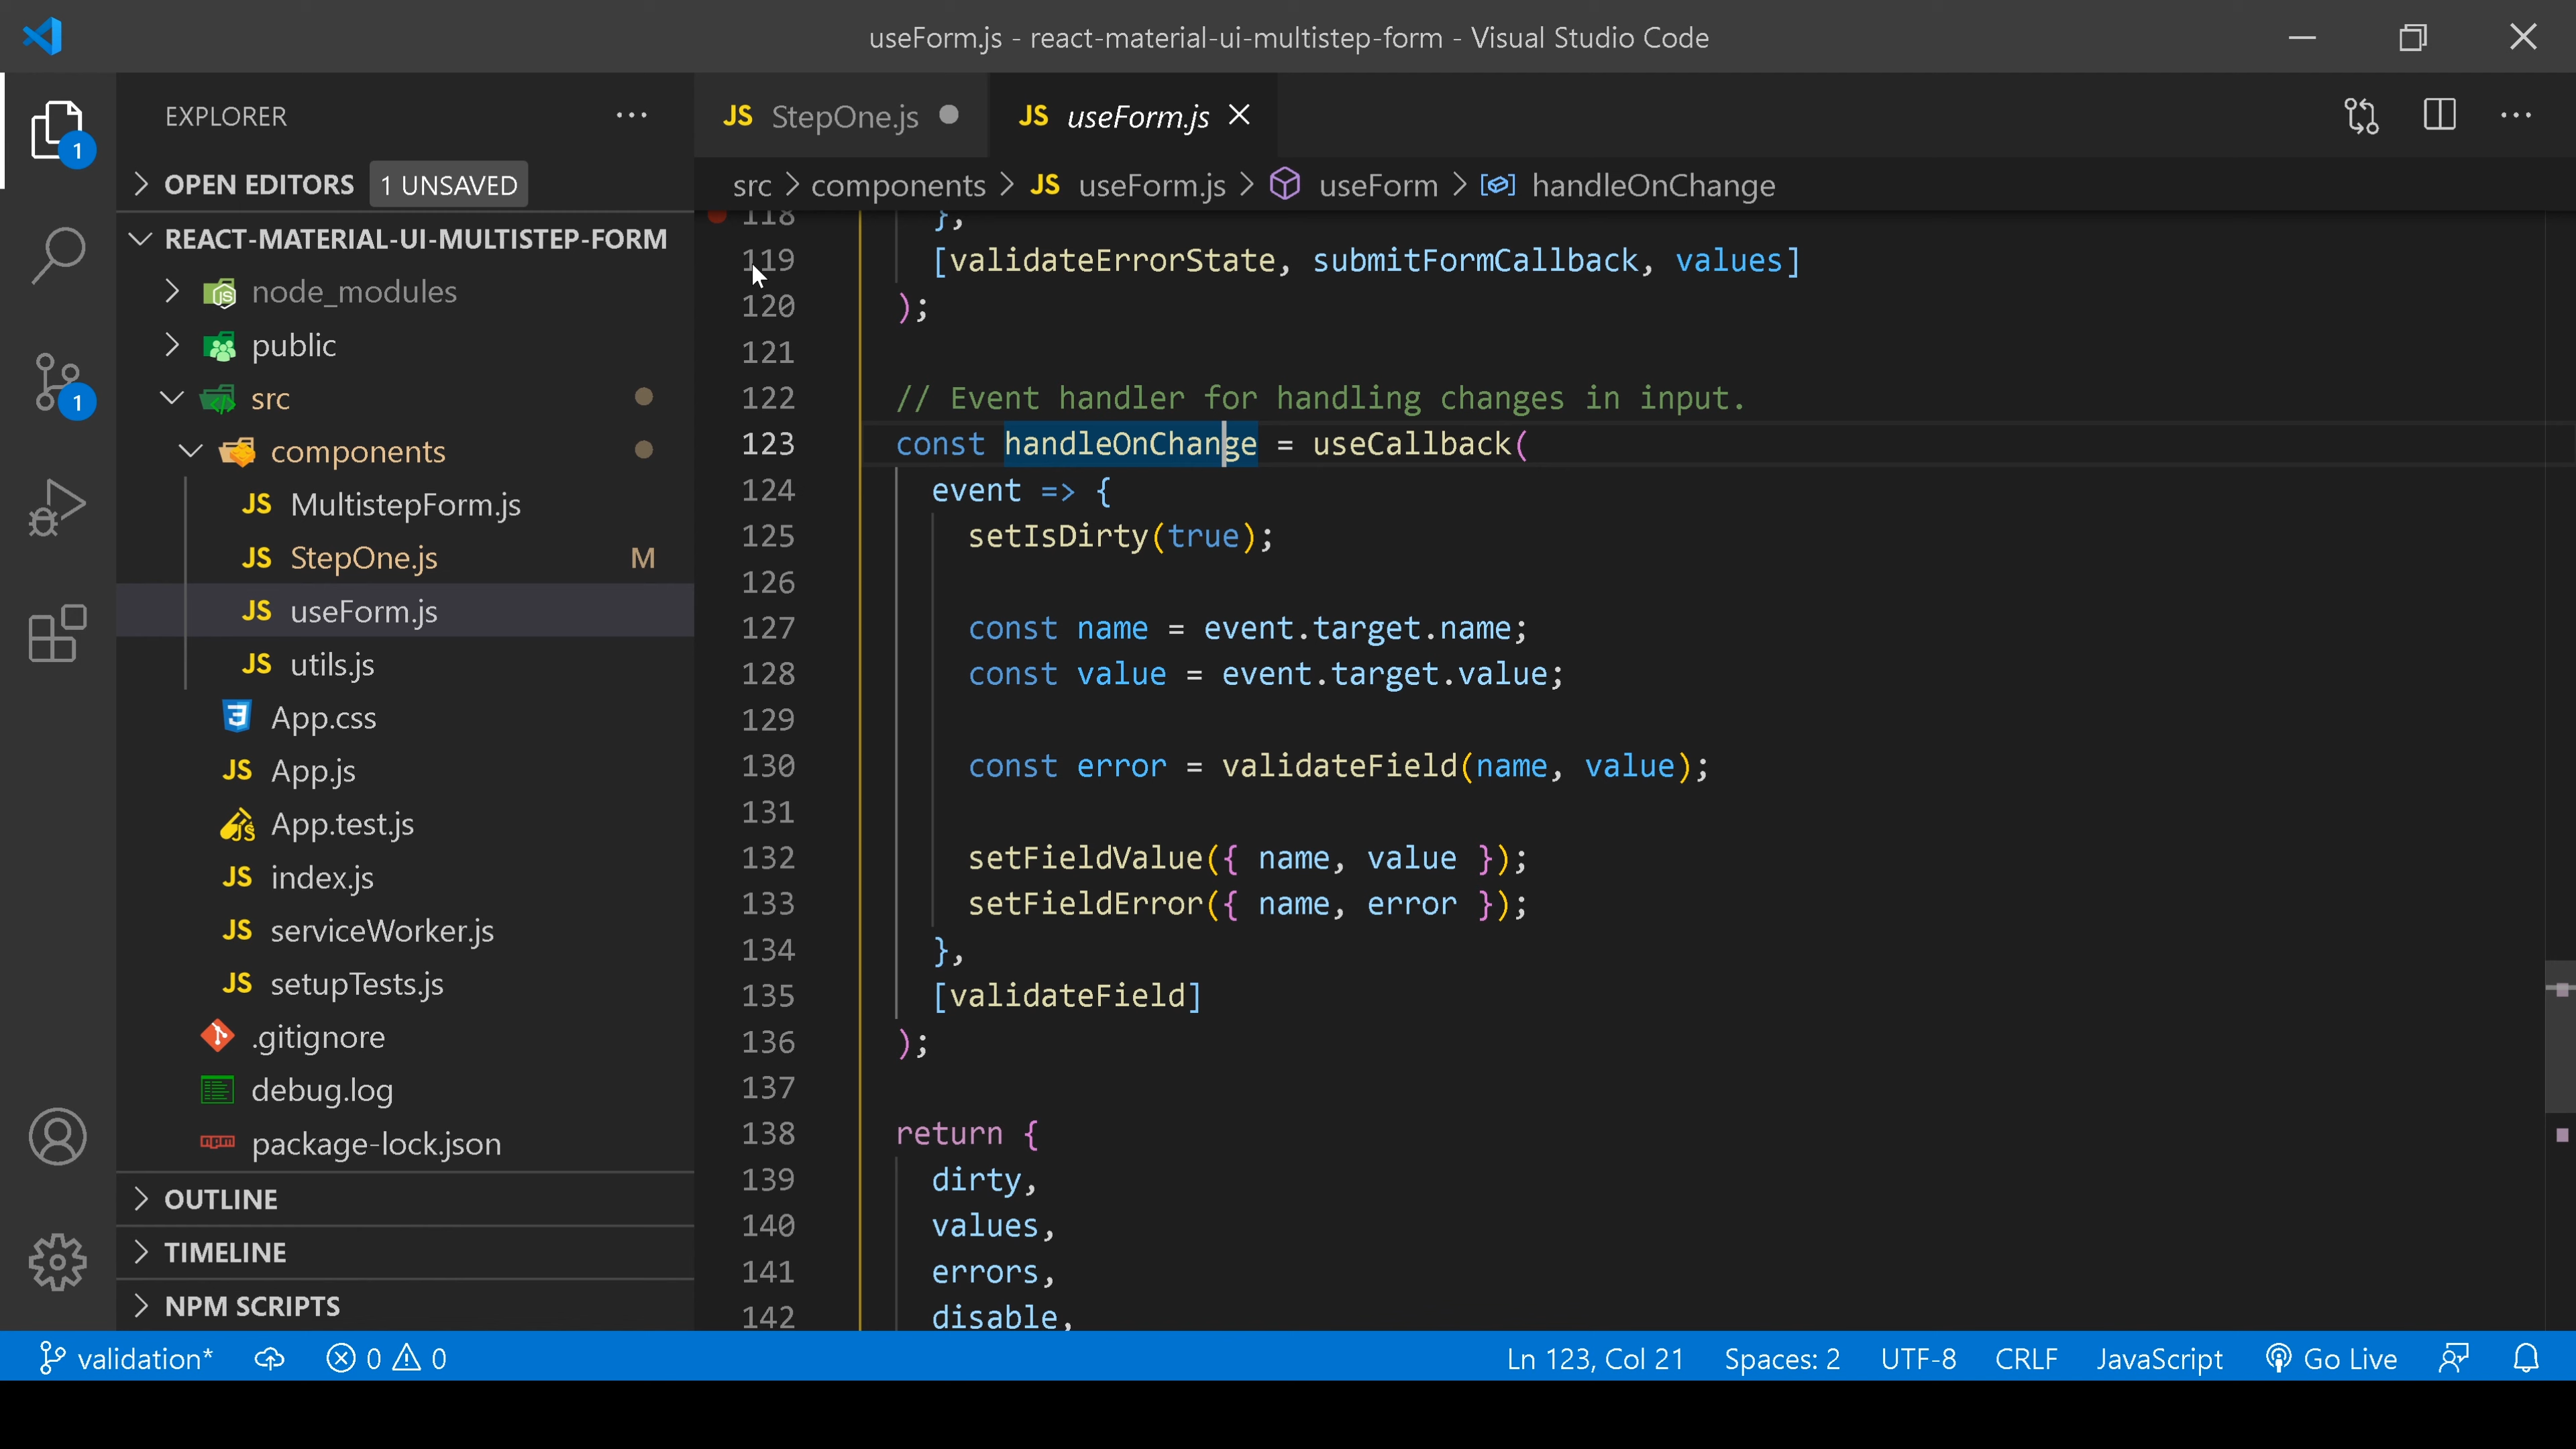 useForm.js - react-material-ui-multistep-form - Visual Studio Code
1
EXPLORER
OPEN EDITORS 1 UNSAVED
REACT-MATERIAL-UI-MULTISTEP-FORM
node_modules
public
src
components
JS MultistepForm.js
JS StepOne.js M
JS useForm.js
JS utils.js
App.css
JS App.js
App.test.js
JS index.js
JS serviceWorker.js
JS setupTests.js
.gitignore
debug.log
package-lock.json
OUTLINE
TIMELINE
NPM SCRIPTS
1
JS StepOne.js
JS useForm.js
src > components > JS useForm.js > useForm > handleOnChange
118 },
119 [validateErrorState, submitFormCallback, values]
120 );
121
122 // Event handler for handling changes in input.
123 const handleOnChange = useCallback(
124 event => {
125 setIsDirty(true);
126
127 const name = event.target.name;
128 const value = event.target.value;
129
130 const error = validateField(name, value);
131
132 setFieldValue({ name, value });
133 setFieldError({ name, error });
134 },
135 [validateField]
136 );
137
138 return {
139 dirty,
140 values,
141 errors,
142 disable,
validation* 0 0 Ln 123, Col 21 Spaces: 2 UTF-8 CRLF JavaScript Go Live